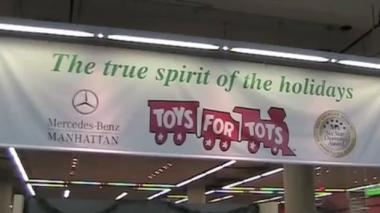 The true spirit of the holidays
Mercedes-Benz
MANHATTAN
TOYS FOR TOTS